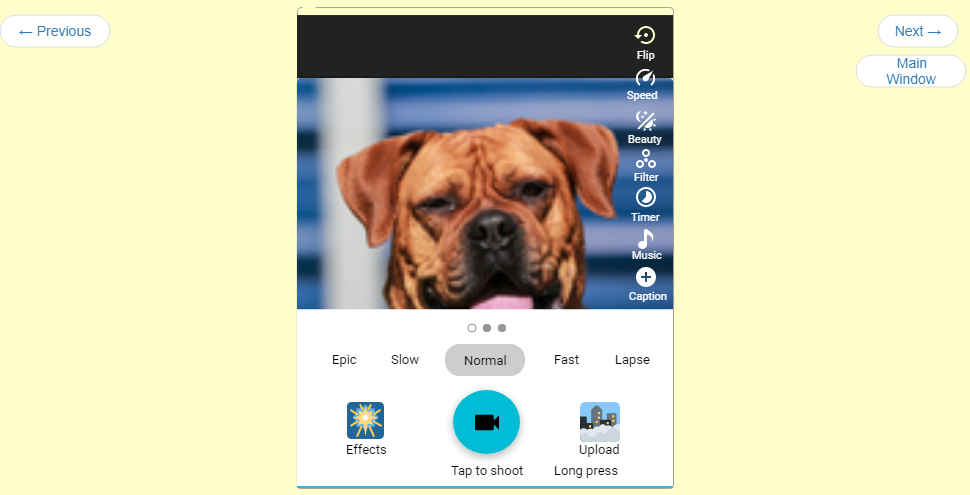 ← Previous
Next →
Main
Window
Flip
Speed
Beauty
Filter
Timer
Music
Caption
Epic Slow Normal Fast Lapse
Effects Upload
Tap to shoot Long press